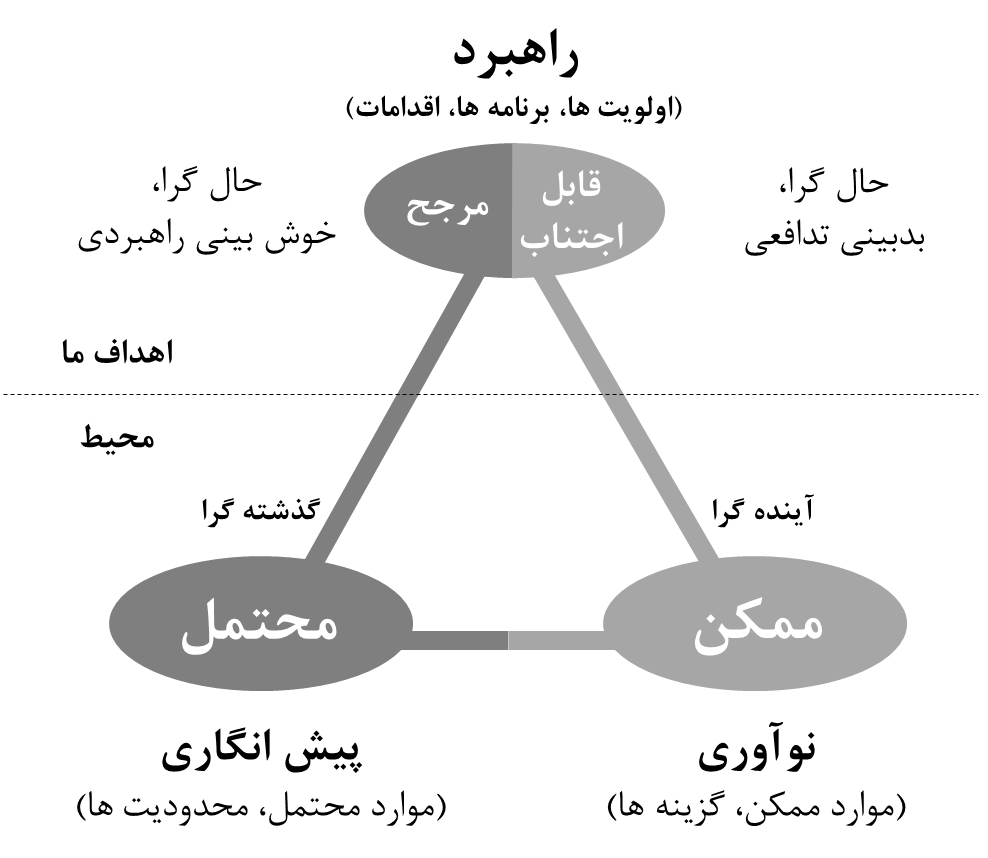 راهبرد
(اولویت ها، برنامه ها، اقدامات)
حال گرا،
بدبینی تدافعی
قابل
اجتناب
مرجح
حال گرا،
خوش بینی راهبردی
اهداف ما
محیط
آینده گرا
گذشته گرا
ممکن
محتمل
نوآوری
(موارد ممکن، گزینه ها)
پیش انگاری
(موارد محتمل، محدودیت ها)